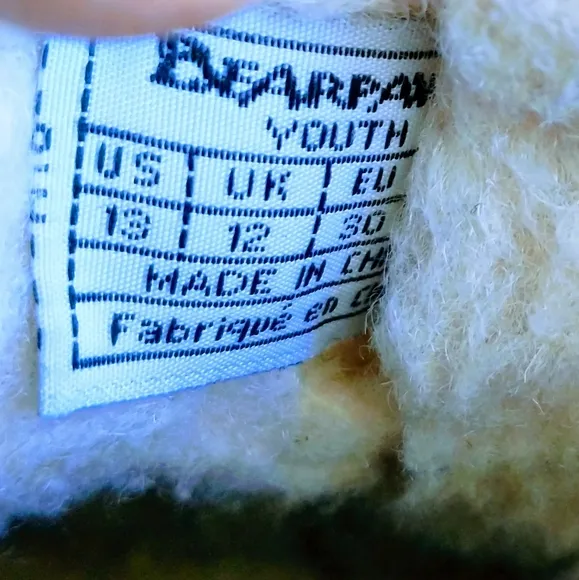 BEARPAW
YOUTH
US UK EU
13 12 30
MADE IN CH
Fabriqué en C